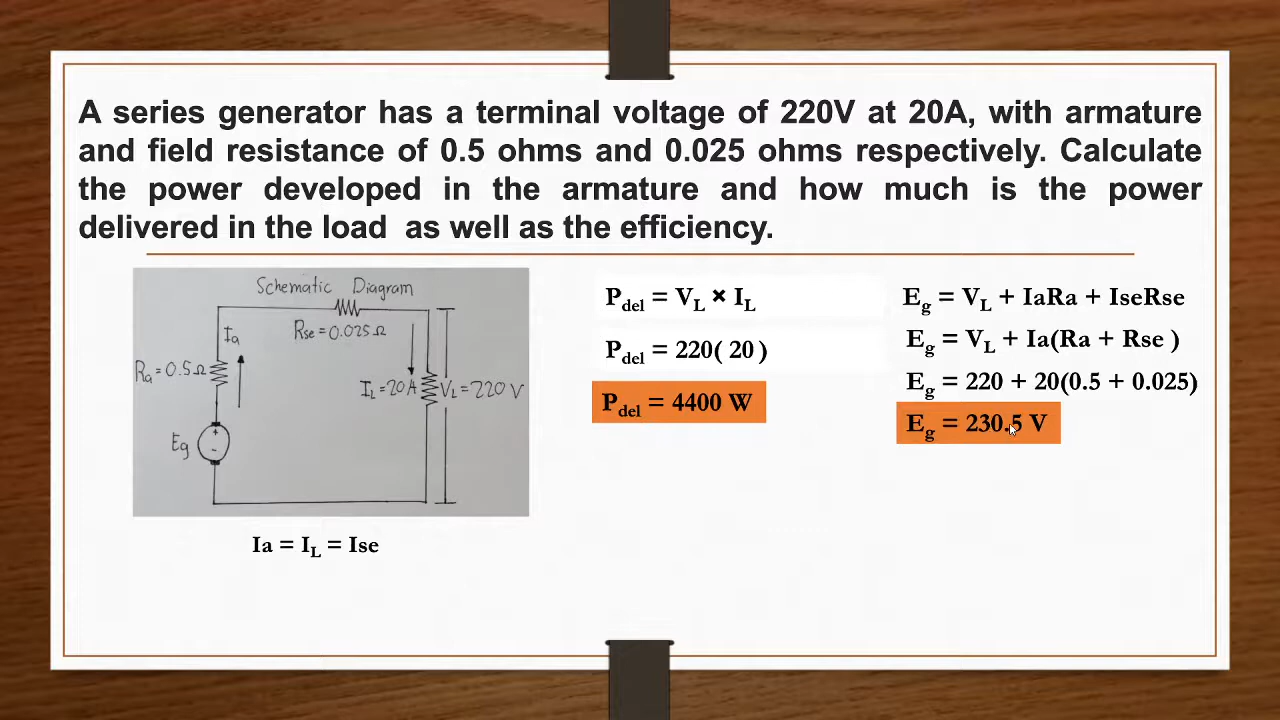 A series generator has a terminal voltage of 220V at 20A, with armature
and field resistance of 0.5 ohms and 0.025 ohms respectively. Calculate
the power developed in the armature and how much is the power
delivered in the load as well as the efficiency.
Schematic Diagram
Rse = 0.025 Ω
Ia
Ra = 0.5 Ω
IL = 20 A
VL = 220 V
Eg
+
-
Ia = IL = Ise
Pdel = VL × IL
Pdel = 220( 20 )
Pdel = 4400 W
Eg = VL + IaRa + IseRse
Eg = VL + Ia(Ra + Rse )
Eg = 220 + 20(0.5 + 0.025)
Eg = 230.5 V